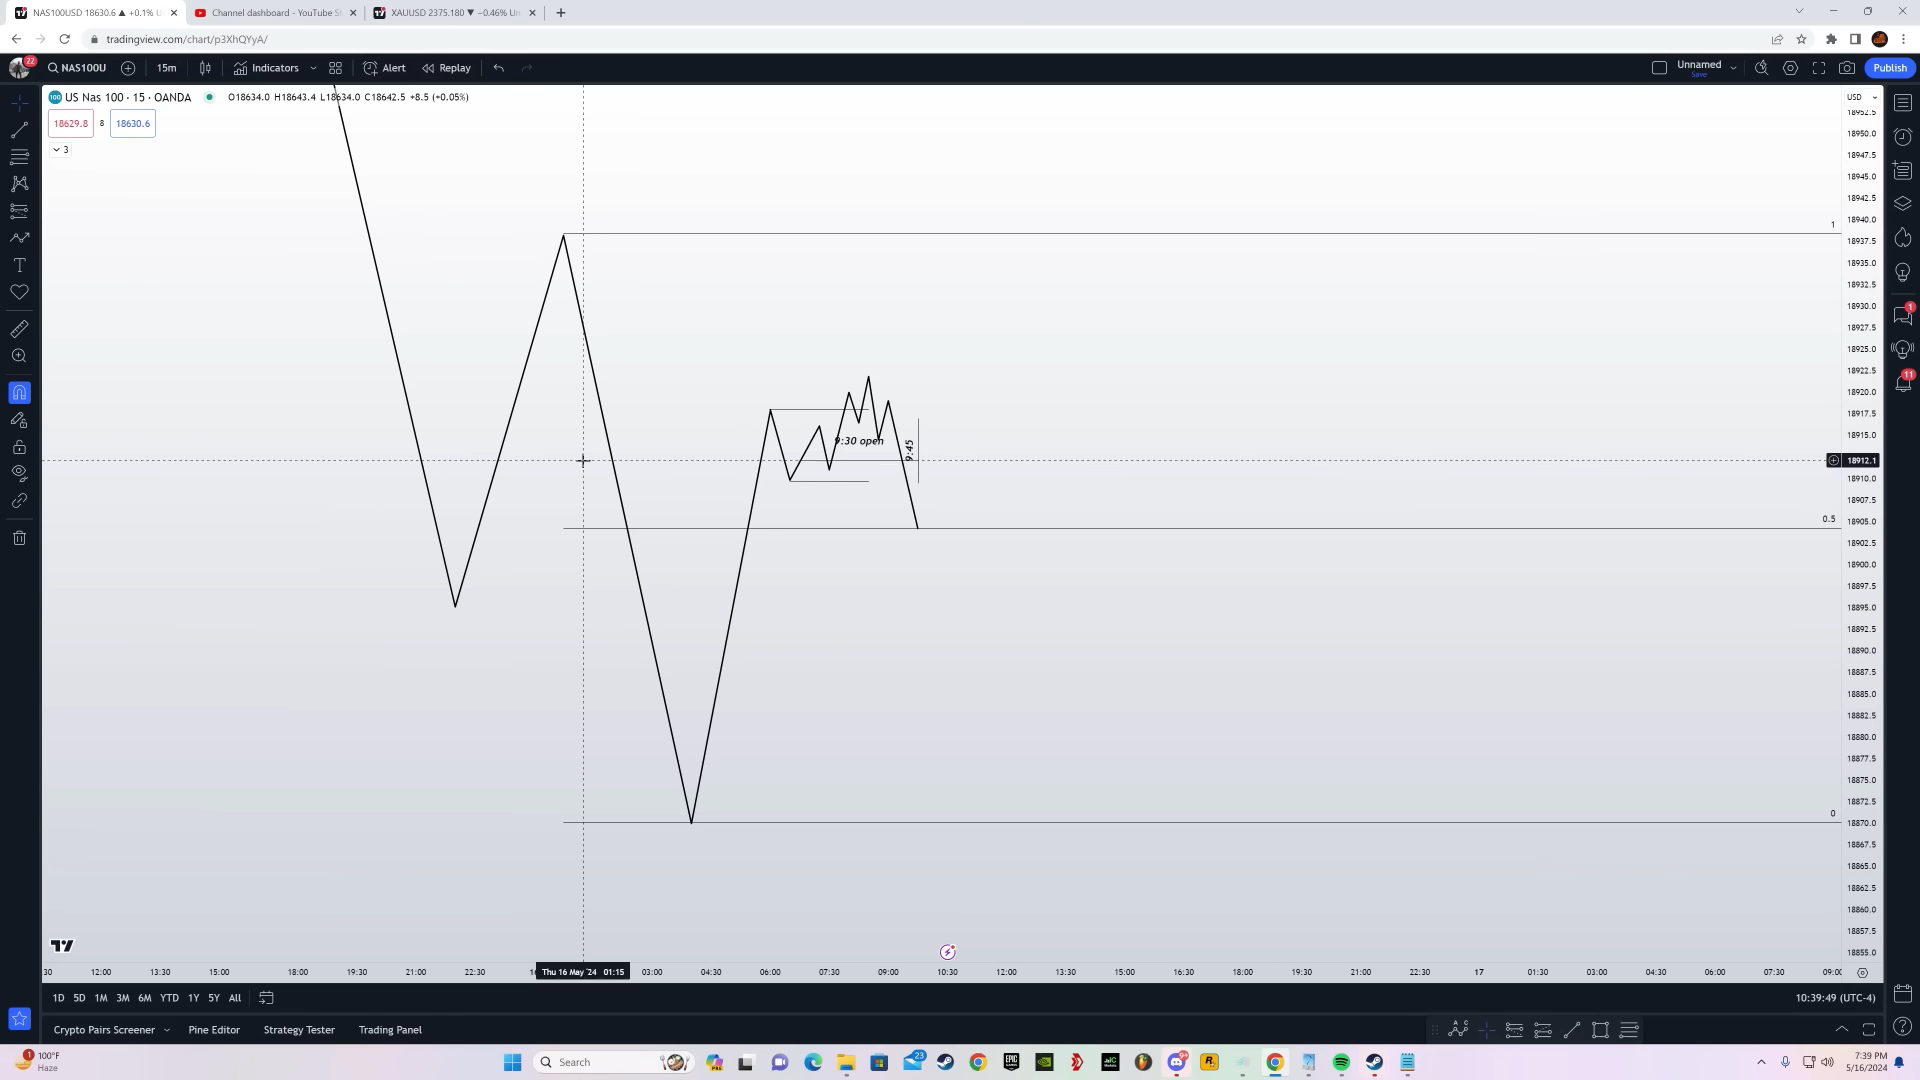 NAS100USD 18630.6 ▲ +0.1% U
Channel dashboard - YouTube S
XAUUSD 2375.180 ▼ −0.46% Un
tradingview.com/chart/p3XhQYyA/
22
NAS100U
15m
Indicators
Alert
Replay
Unnamed
Save
Publish
US Nas 100 · 15 · OANDA
O18634.0 H18643.4 L18634.0 C18642.5 +8.5 (+0.05%)
USD
18629.8
8
18630.6
3
18952.5
18950.0
18947.5
18945.0
18942.5
18940.0
1
18937.5
18935.0
18932.5
18930.0
18927.5
18925.0
18922.5
18920.0
18917.5
18915.0
9:30 open
9:45
18912.1
18910.0
18907.5
0.5
18905.0
18902.5
18900.0
18897.5
18895.0
18892.5
18890.0
18887.5
18885.0
18882.5
18880.0
18877.5
18875.0
18872.5
0
18870.0
18867.5
18865.0
18862.5
18860.0
18857.5
18855.0
1
11
:30 12:00 13:30 15:00 18:00 19:30 21:00 22:30 Thu 16 May '24 01:15 03:00 04:30 06:00 07:30 09:00 10:30 12:00 13:30 15:00 16:30 18:00 19:30 21:00 22:30 17 01:30 03:00 04:30 06:00 07:30 09:00
1D 5D 1M 3M 6M YTD 1Y 5Y All
10:39:49 (UTC-4)
Crypto Pairs Screener
Pine Editor
Strategy Tester
Trading Panel
1
100°F
Haze
Search
23
7:39 PM
5/16/2024